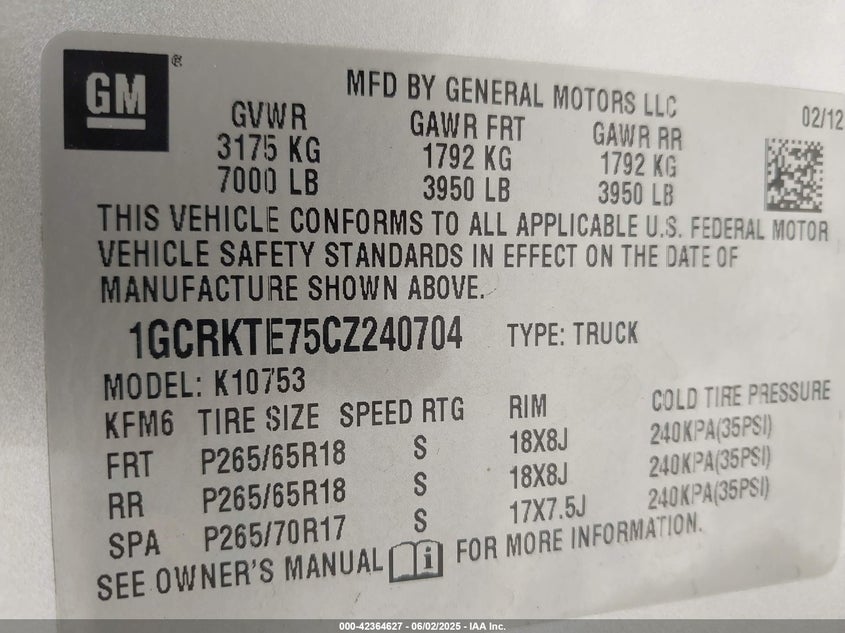 GM ®
MFD BY GENERAL MOTORS LLC
02/12
GVWR GAWR FRT GAWR RR
3175 KG 1792 KG 1792 KG
7000 LB 3950 LB 3950 LB
THIS VEHICLE CONFORMS TO ALL APPLICABLE U.S. FEDERAL MOTOR
VEHICLE SAFETY STANDARDS IN EFFECT ON THE DATE OF
MANUFACTURE SHOWN ABOVE.
1GCRKTE75CZ240704 TYPE: TRUCK
MODEL: K10753
KFM6 TIRE SIZE SPEED RTG RIM COLD TIRE PRESSURE
FRT P265/65R18 S 18X8J 240KPA(35PSI)
RR P265/65R18 S 18X8J 240KPA(35PSI)
SPA P265/70R17 S 17X7.5J 240KPA(35PSI)
SEE OWNER'S MANUAL i FOR MORE INFORMATION.
000-42364627 - 06/02/2025 - IAA Inc.